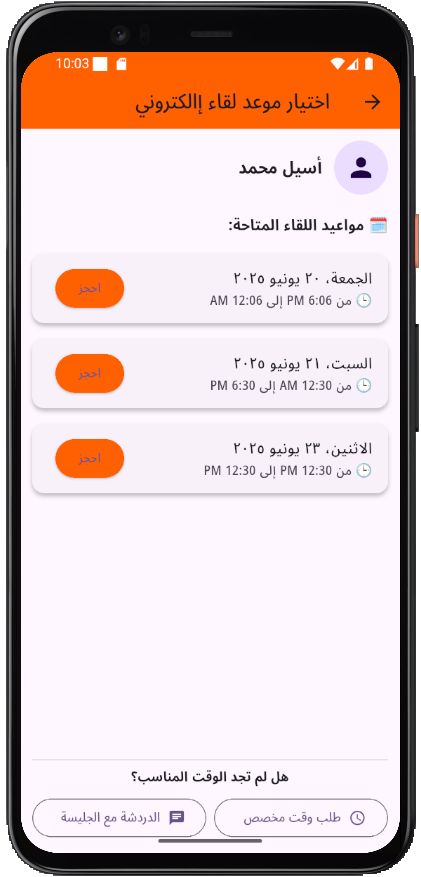 10:03
اختيار موعد لقاء إلكتروني
أسيل محمد
🗓️ مواعيد اللقاء المتاحة:
الجمعة، ٢٠ يونيو ٢٠٢٥
🕒 من 6:06 PM إلى 12:06 AM
احجز
السبت، ٢١ يونيو ٢٠٢٥
🕒 من 12:30 AM إلى 6:30 PM
احجز
الاثنين، ٢٣ يونيو ٢٠٢٥
🕒 من 12:30 PM إلى 12:30 PM
احجز
هل لم تجد الوقت المناسب؟
طلب وقت مخصص
الدردشة مع الجليسة